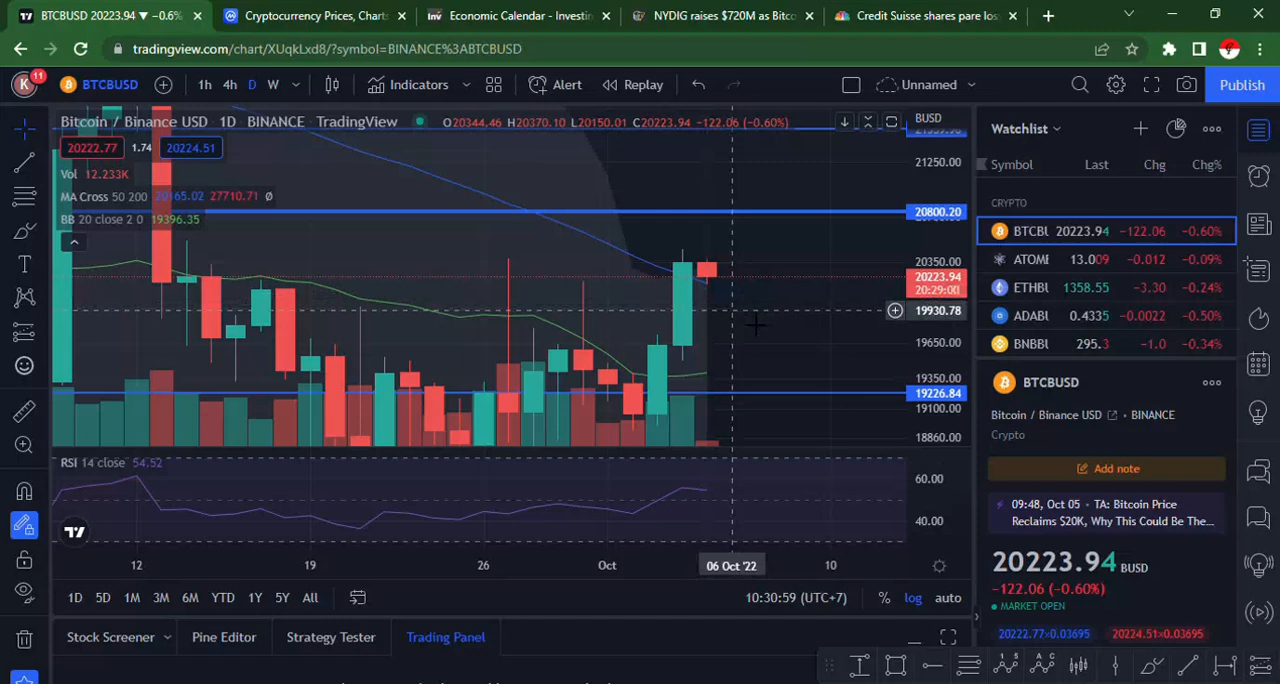 BTCBUSD 20223.94 ▼ −0.6%
Cryptocurrency Prices, Chart
Economic Calendar - Investin
NYDIG raises $720M as Bitco
Credit Suisse shares pare lo
tradingview.com/chart/XUqkLxd8/?symbol=BINANCE%3ABTCBUSD
K 11
BTCBUSD
1h 4h D W
Indicators
Alert
Replay
Unnamed
Publish
Bitcoin / Binance USD · 1D · BINANCE · TradingView
O20344.46 H20370.10 L20150.01 C20223.94 −122.06 (−0.60%)
BUSD
20222.77 1.74 20224.51
Vol 12.233K
MA Cross 50 200 20165.02 27710.71 Ø
BB 20 close 2 0 19396.35
21250.00
20800.20
20350.00
20223.94
20:29:00
19930.78
19650.00
19350.00
19226.84
19100.00
18860.00
RSI 14 close 54.52
60.00
40.00
12 19 26 Oct 06 Oct '22 10
1D 5D 1M 3M 6M YTD 1Y 5Y All
10:30:59 (UTC+7) % log auto
Stock Screener Pine Editor Strategy Tester Trading Panel
Watchlist
Symbol Last Chg Chg%
CRYPTO
BTCBU 20223.94 −122.06 −0.60%
ATOM 13.009 −0.012 −0.09%
ETHBU 1358.55 −3.30 −0.24%
ADABU 0.4335 −0.0022 −0.50%
BNBBU 295.3 −1.0 −0.34%
BTCBUSD
Bitcoin / Binance USD · BINANCE
Crypto
Add note
09:48, Oct 05 · TA: Bitcoin Price
Reclaims $20K, Why This Could Be The...
20223.94 BUSD
−122.06 (−0.60%)
MARKET OPEN
20222.77×0.03695 20224.51×0.03695